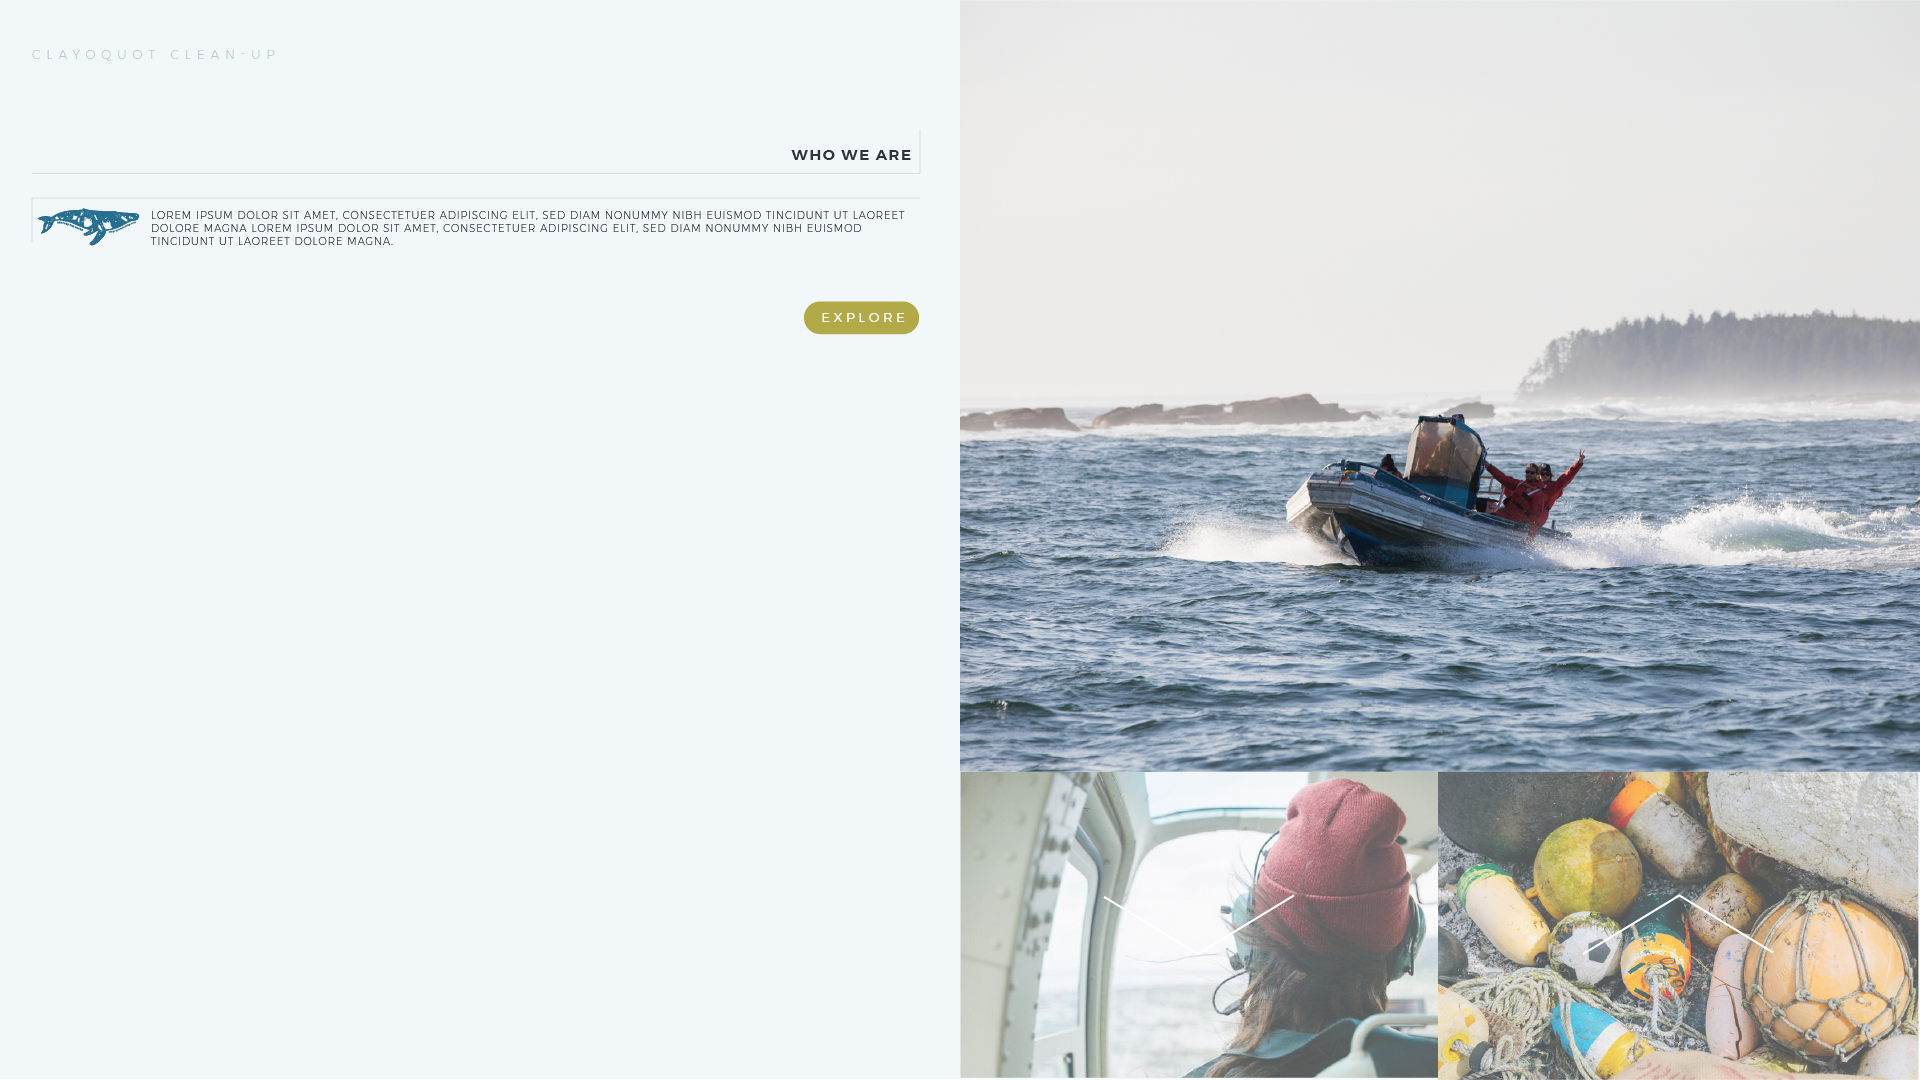 CLAYOQUOT CLEAN-UP
WHO WE ARE
LOREM IPSUM DOLOR SIT AMET, CONSECTETUER ADIPISCING ELIT, SED DIAM NONUMMY NIBH EUISMOD TINCIDUNT UT LAOREET
DOLORE MAGNA LOREM IPSUM DOLOR SIT AMET, CONSECTETUER ADIPISCING ELIT, SED DIAM NONUMMY NIBH EUISMOD
TINCIDUNT UT LAOREET DOLORE MAGNA.
EXPLORE